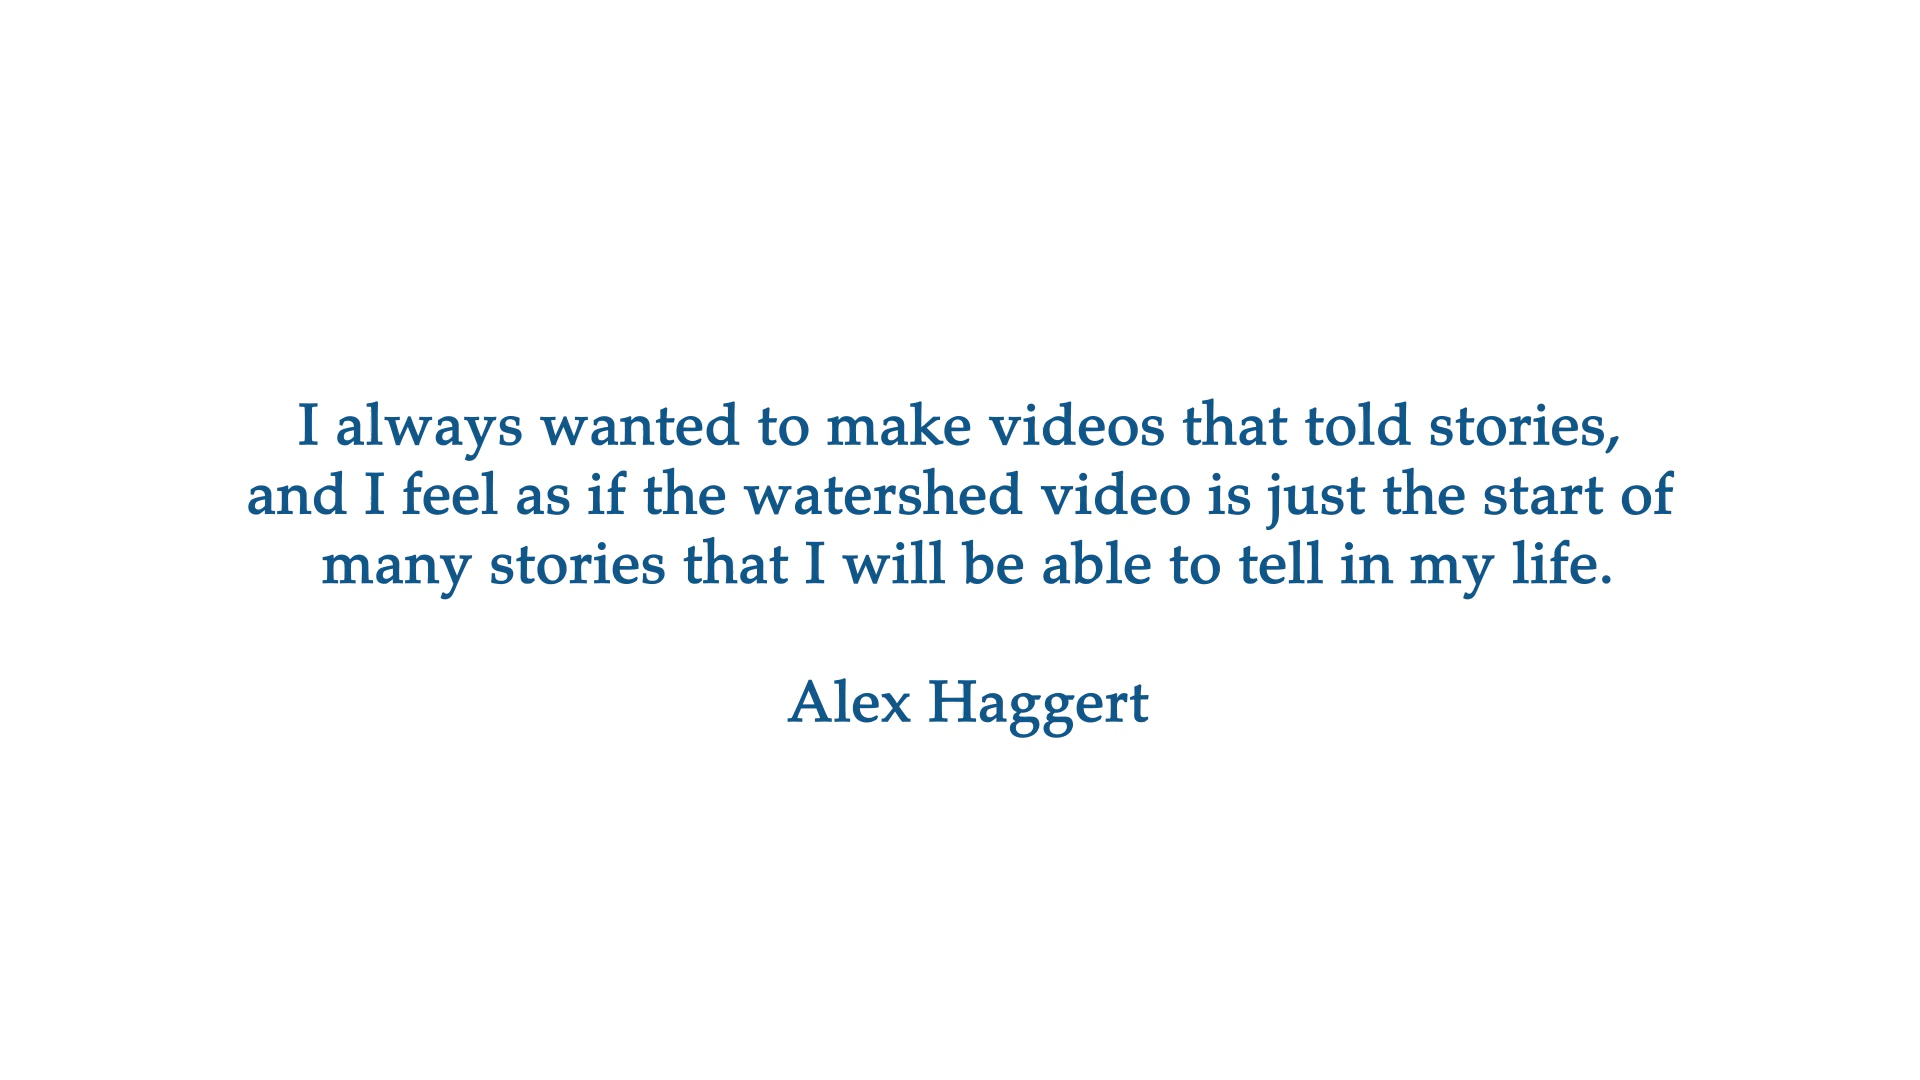 I always wanted to make videos that told stories,
and I feel as if the watershed video is just the start of
many stories that I will be able to tell in my life.
Alex Haggert